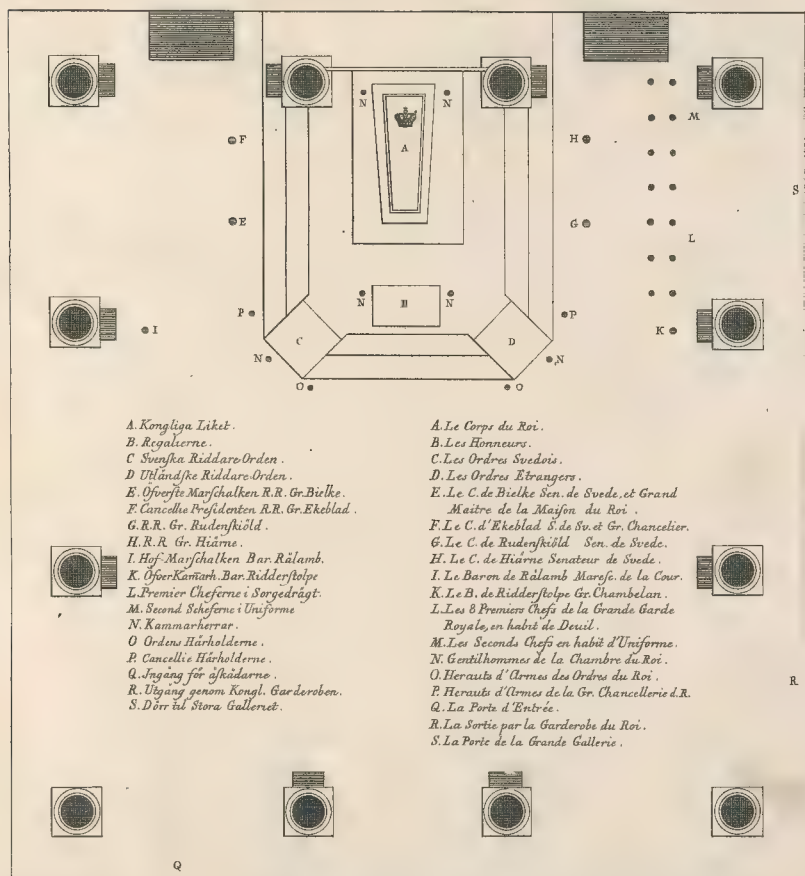 N
N
A
F
H
M
S
E
G
L
N
B
N
P
P
I
K
C
D
N
N
O
O
A. Kongliga Liket.
B. Regalierne.
C Svenſka Riddare-Orden.
D Utländſke Riddare-Orden.
E. Öfverſte Marſchalken R.R. Gr. Bielke.
F. Cancellie Preſidenten R.R. Gr. Ekeblad.
G. R.R. Gr. Rudenſkiöld.
H. R.R Gr. Hiärne.
I. Hof-Marſchalken Bar. Rålamb.
K. Öfver Kam̄arh. Bar. Ridderſtolpe
L. Premier Cheferne i Sorgedrägt.
M. Second Scheferne i Uniforme
N. Kammarherrar.
O Ordens Härholderne.
P. Cancellie Härholderne.
Q. Ingång för åſkådarne.
R. Utgång genom Kongl. Garderoben.
S. Dörr til Stora Galleriet.
A. Le Corps du Roi.
B. Les Honneurs.
C. Les Ordres Svedois.
D. Les Ordres Etrangers.
E. Le C. de Bielke Sen. de Svede, et Grand
Maitre de la Maiſon du Roi.
F. Le C. d'Ekeblad S. de Sv. et Gr. Chancelier.
G. Le C. de Rudenſkiöld Sen. de Svede.
H. Le C. de Hiärne Senateur de Svede.
I. Le Baron de Rålamb Mareſc. de la Cour.
K. Le B. de Ridderſtolpe Gr. Chambelan.
L. Les 8 Premiers Chefs de la Grande Garde
Royale, en habit de Deuil.
M. Les Seconds Chefs en habit d'Uniforme.
N. Gentilhommes de la Chambre du Roi.
O. Herauts d'Armes des Ordres du Roi.
P. Herauts d'Armes de la Gr. Chancellerie d. R.
Q. La Porte d'Entrée.
R. La Sortie par la Garderobe du Roi.
S. La Porte de la Grande Gallerie.
R
Q